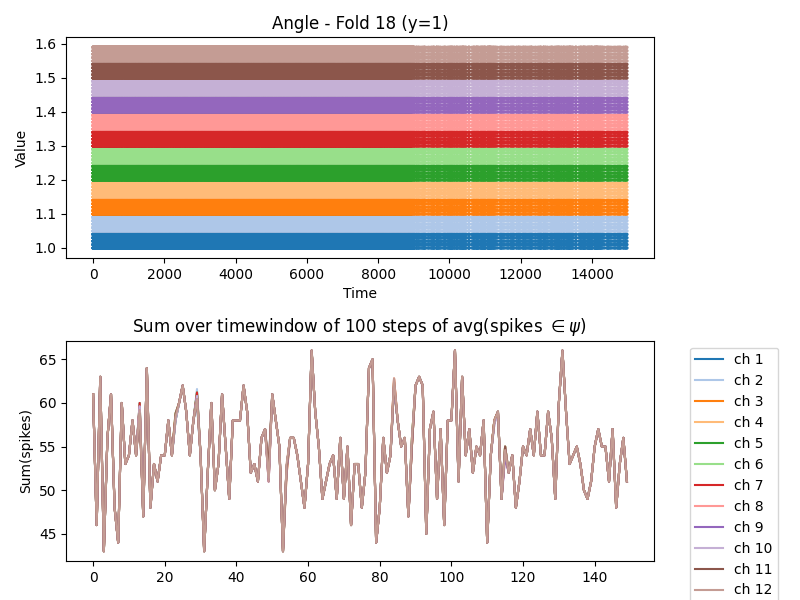 Angle - Fold 18 (y=1)
1.6
1.5
1.4
1.3
1.2
1.1
1.0
Value
0 2000 4000 6000 8000 10000 12000 14000
Time
Sum over timewindow of 100 steps of avg(spikes ∈ ψ)
65
60
55
50
45
Sum(spikes)
0 20 40 60 80 100 120 140
ch 1
ch 2
ch 3
ch 4
ch 5
ch 6
ch 7
ch 8
ch 9
ch 10
ch 11
ch 12